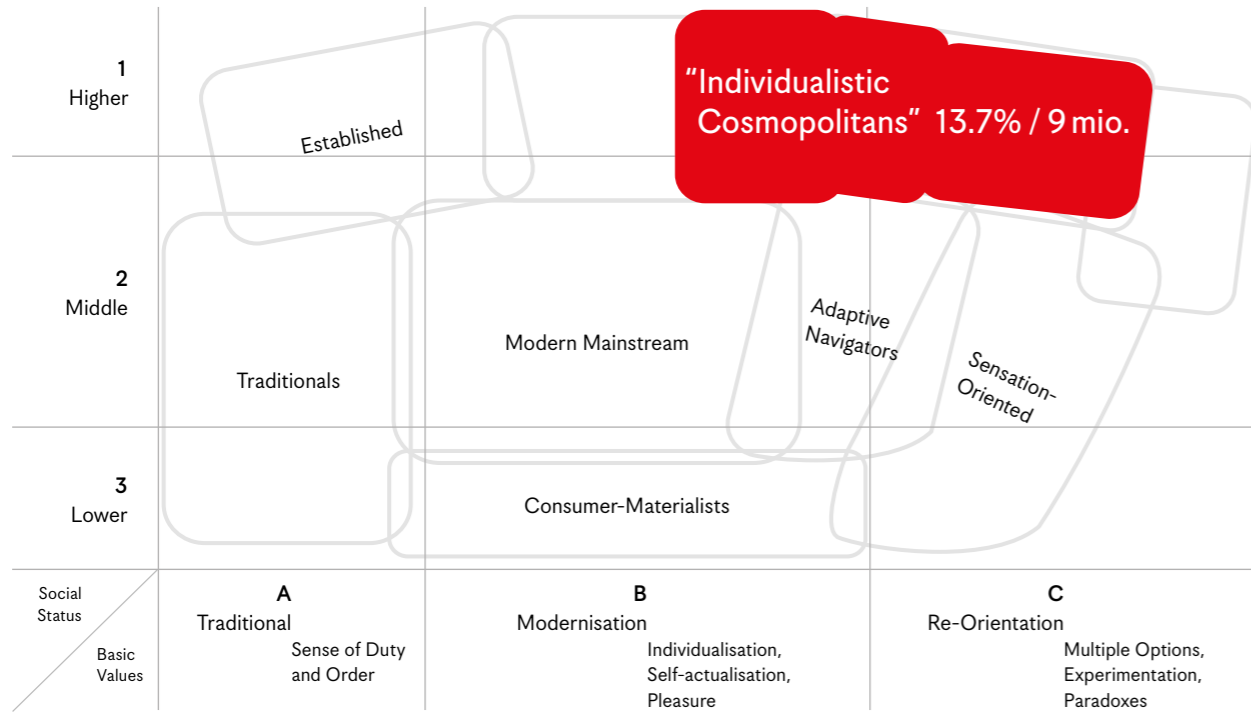 1
Higher
"Individualistic
Cosmopolitans" 13.7% / 9 mio.
Established
2
Middle
Adaptive
Navigators
Modern Mainstream
Traditionals
Sensation-
Oriented
3
Lower
Consumer-Materialists
Social
Status
Basic
Values
A
Traditional
Sense of Duty
and Order
B
Modernisation
Individualisation,
Self-actualisation,
Pleasure
C
Re-Orientation
Multiple Options,
Experimentation,
Paradoxes